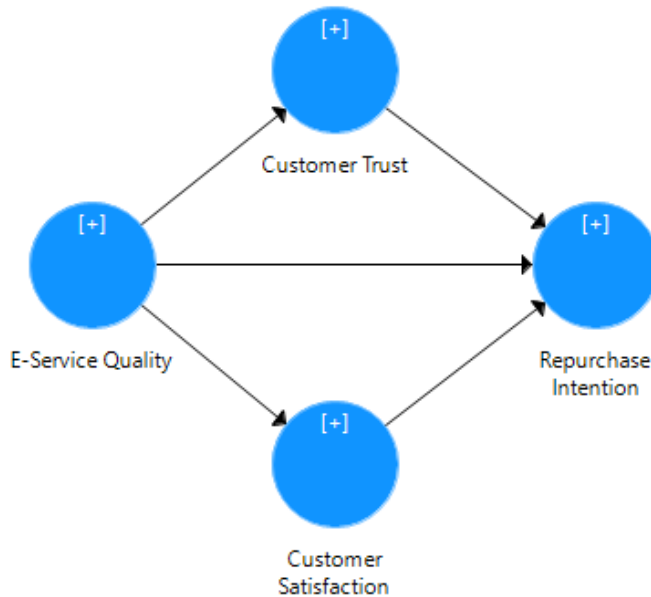 [+]
Customer Trust
[+]
E-Service Quality
[+]
Repurchase
Intention
[+]
Customer
Satisfaction